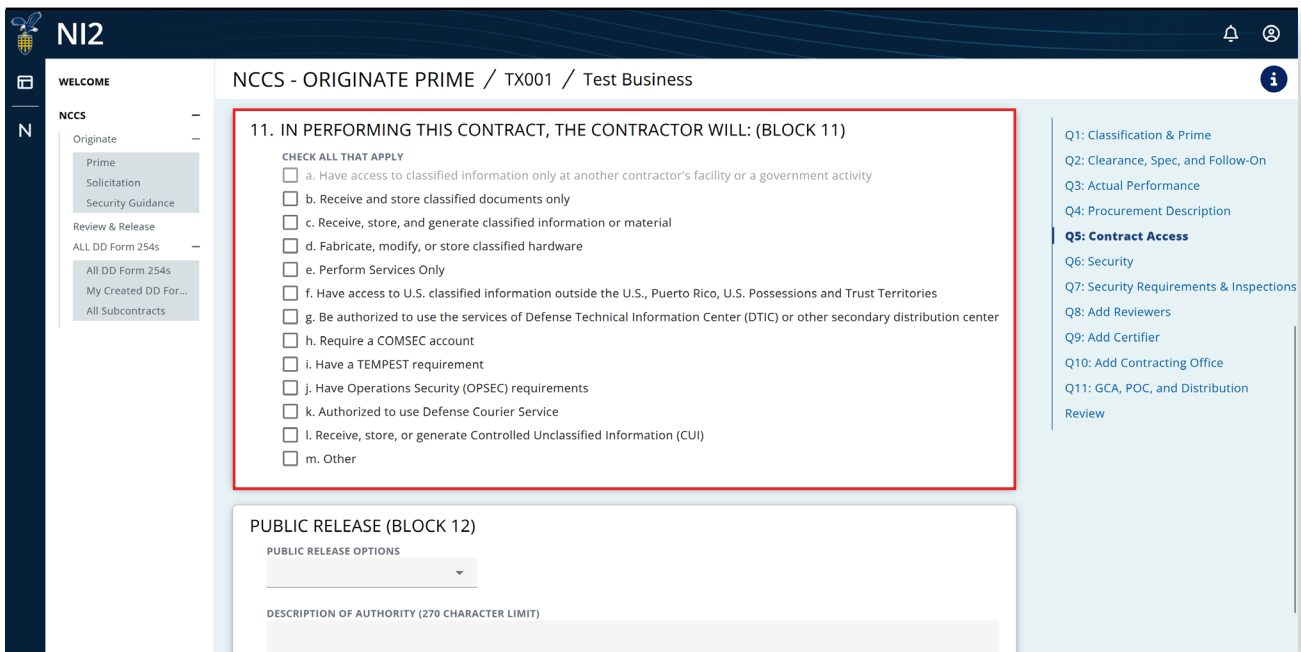 NI2
WELCOME
NCCS
Originate
Prime
Solicitation
Security Guidance
Review & Release
ALL DD Form 254s
All DD Form 254s
My Created DD For...
All Subcontracts
N
NCCS - ORIGINATE PRIME / TX001 / Test Business
i
11. IN PERFORMING THIS CONTRACT, THE CONTRACTOR WILL: (BLOCK 11)
CHECK ALL THAT APPLY
a. Have access to classified information only at another contractor's facility or a government activity
b. Receive and store classified documents only
c. Receive, store, and generate classified information or material
d. Fabricate, modify, or store classified hardware
e. Perform Services Only
f. Have access to U.S. classified information outside the U.S., Puerto Rico, U.S. Possessions and Trust Territories
g. Be authorized to use the services of Defense Technical Information Center (DTIC) or other secondary distribution center
h. Require a COMSEC account
i. Have a TEMPEST requirement
j. Have Operations Security (OPSEC) requirements
k. Authorized to use Defense Courier Service
l. Receive, store, or generate Controlled Unclassified Information (CUI)
m. Other
PUBLIC RELEASE (BLOCK 12)
PUBLIC RELEASE OPTIONS
DESCRIPTION OF AUTHORITY (270 CHARACTER LIMIT)
Q1: Classification & Prime
Q2: Clearance, Spec, and Follow-On
Q3: Actual Performance
Q4: Procurement Description
Q5: Contract Access
Q6: Security
Q7: Security Requirements & Inspections
Q8: Add Reviewers
Q9: Add Certifier
Q10: Add Contracting Office
Q11: GCA, POC, and Distribution
Review